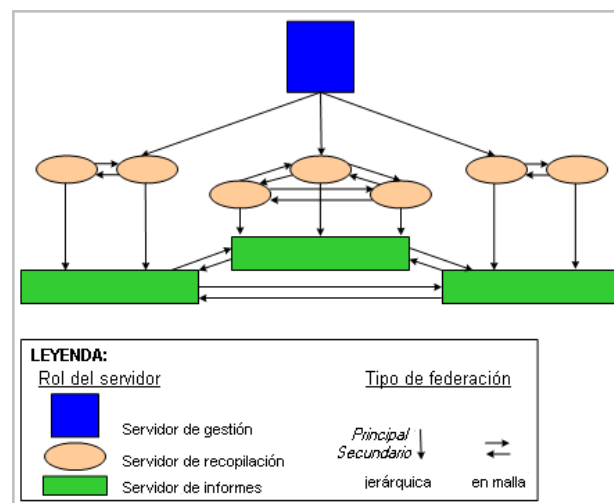 LEYENDA:
Rol del servidor
Tipo de federación
Servidor de gestión
Servidor de recopilación
Servidor de informes
Principal
Secundario
jerárquica
en malla